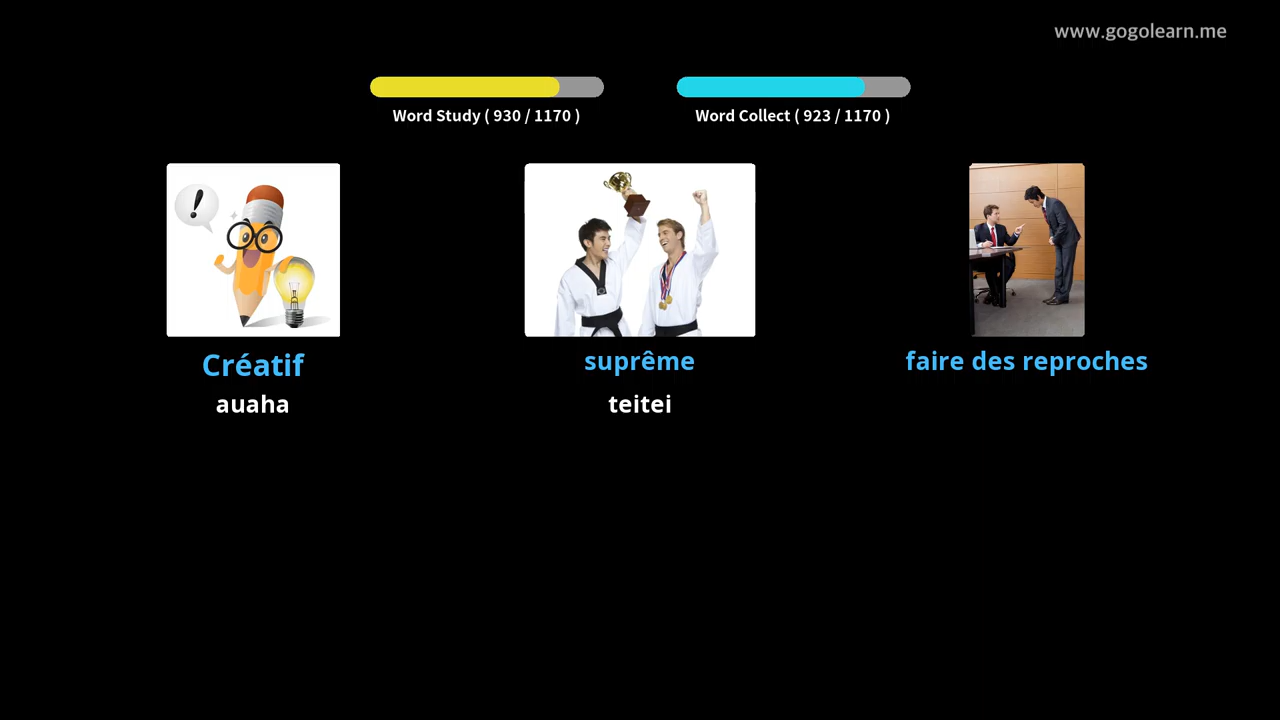 www.gogolearn.me
Word Study ( 930 / 1170 )
Word Collect ( 923 / 1170 )
!
Créatif
suprême
faire des reproches
auaha
teitei